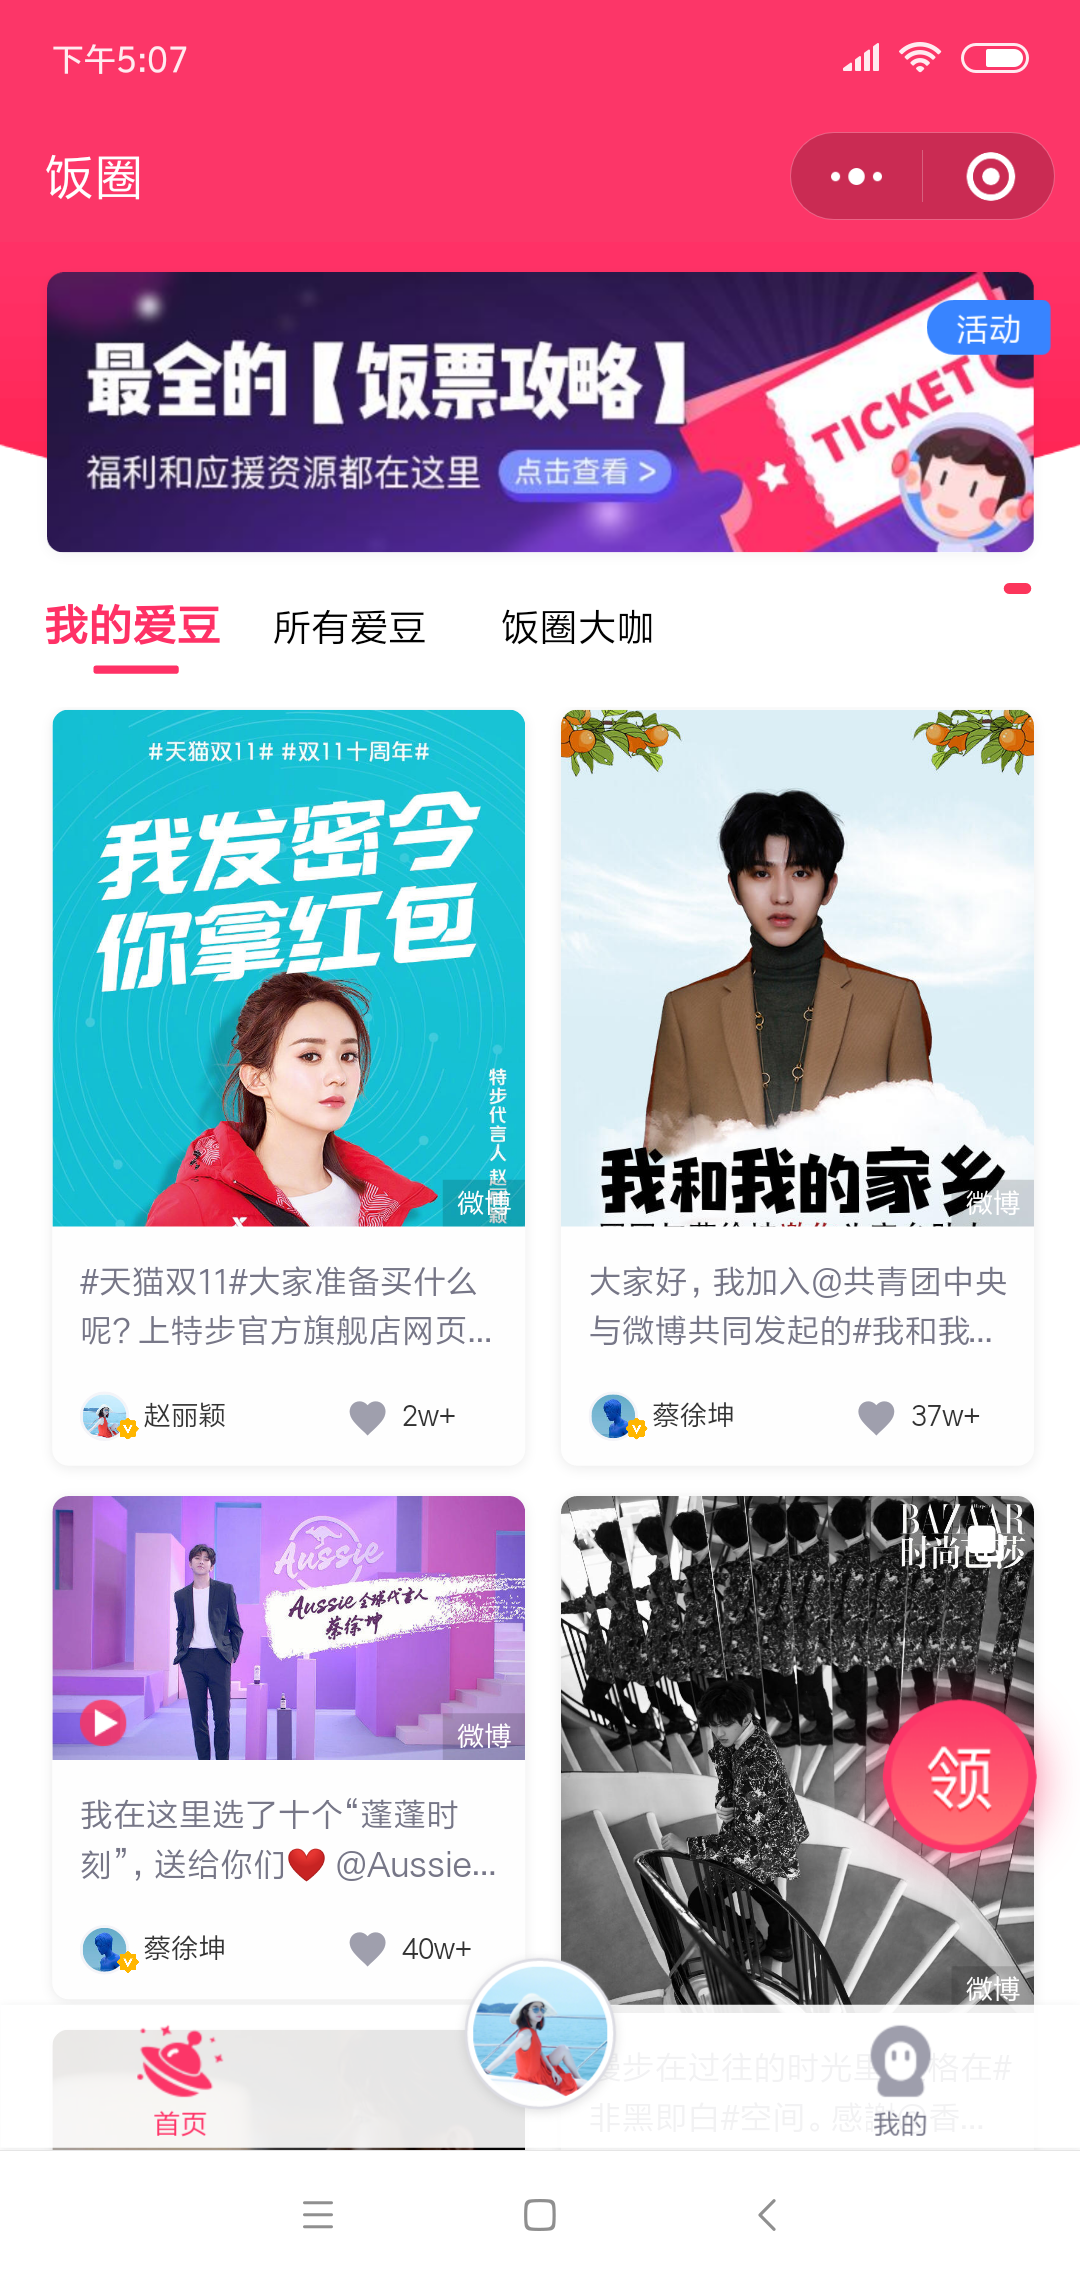 下午5:07
饭圈
活动
最全的【饭票攻略】
福利和应援资源都在这里
点击查看 >
TICKET
我的爱豆
所有爱豆
饭圈大咖
#天猫双11# #双11十周年#
我发密令
你拿红包
特步代言人 赵丽颖
微博
#天猫双11#大家准备买什么
呢？上特步官方旗舰店网页...
赵丽颖
2w+
我和我的家乡
微博
大家好，我加入@共青团中央
与微博共同发起的#我和我...
蔡徐坤
37w+
Aussie
Aussie 全球代言人
蔡徐坤
微博
我在这里选了十个“蓬蓬时
刻”，送给你们❤️ @Aussie...
蔡徐坤
40w+
BAZAAR
时尚芭莎
领
微博
漫步在过往的时光里 恪在#
非黑即白#空间。感謝@香...
首页
我的